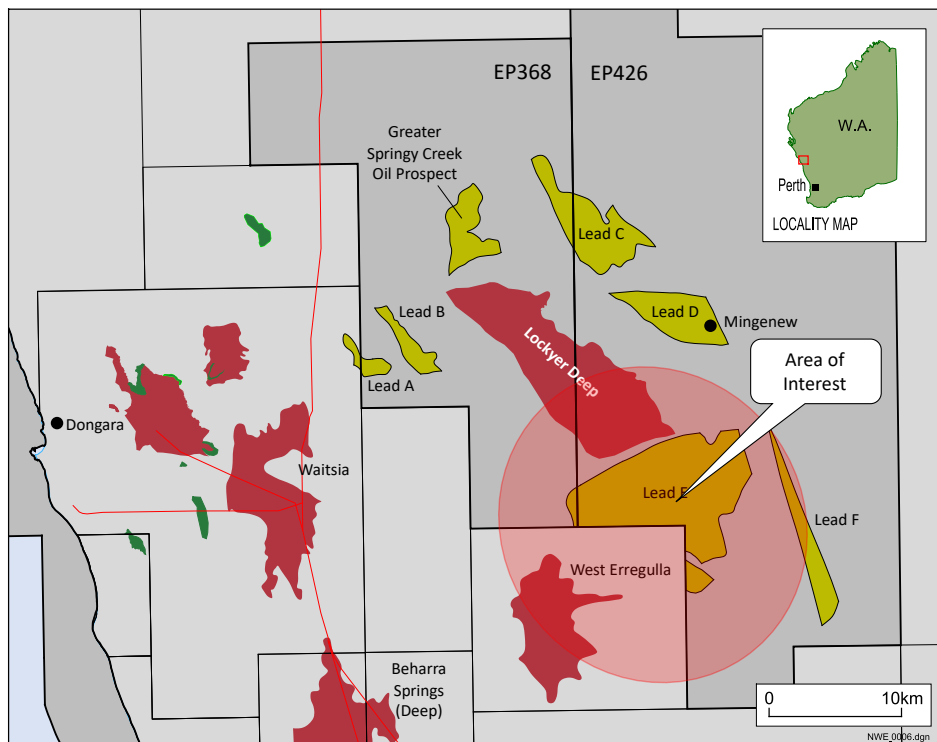 EP368
EP426
W.A.
Perth
LOCALITY MAP
Greater
Springy Creek
Oil Prospect
Lead C
Lead B
Lead D
Mingenew
Lockyer Deep
Area of
Interest
Lead A
Dongara
Waitsia
Lead E
Lead F
West Erregulla
Beharra
Springs
(Deep)
0 10km
NWE_0006.dgn